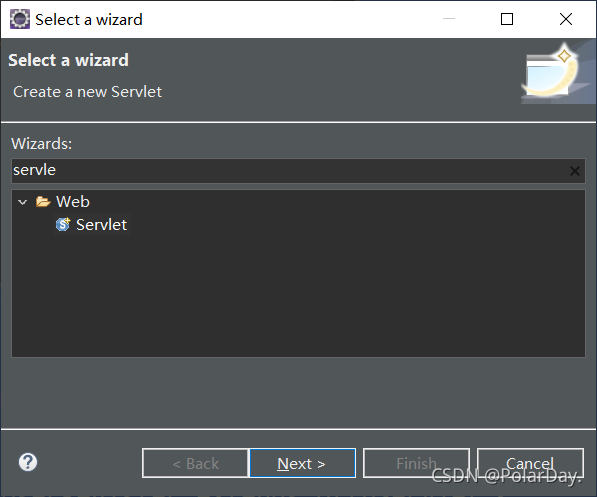 Select a wizard
Select a wizard
Create a new Servlet
Wizards:
servle
Web
Servlet
< Back
Next >
Finish
Cancel
CSDN @PolarDay.